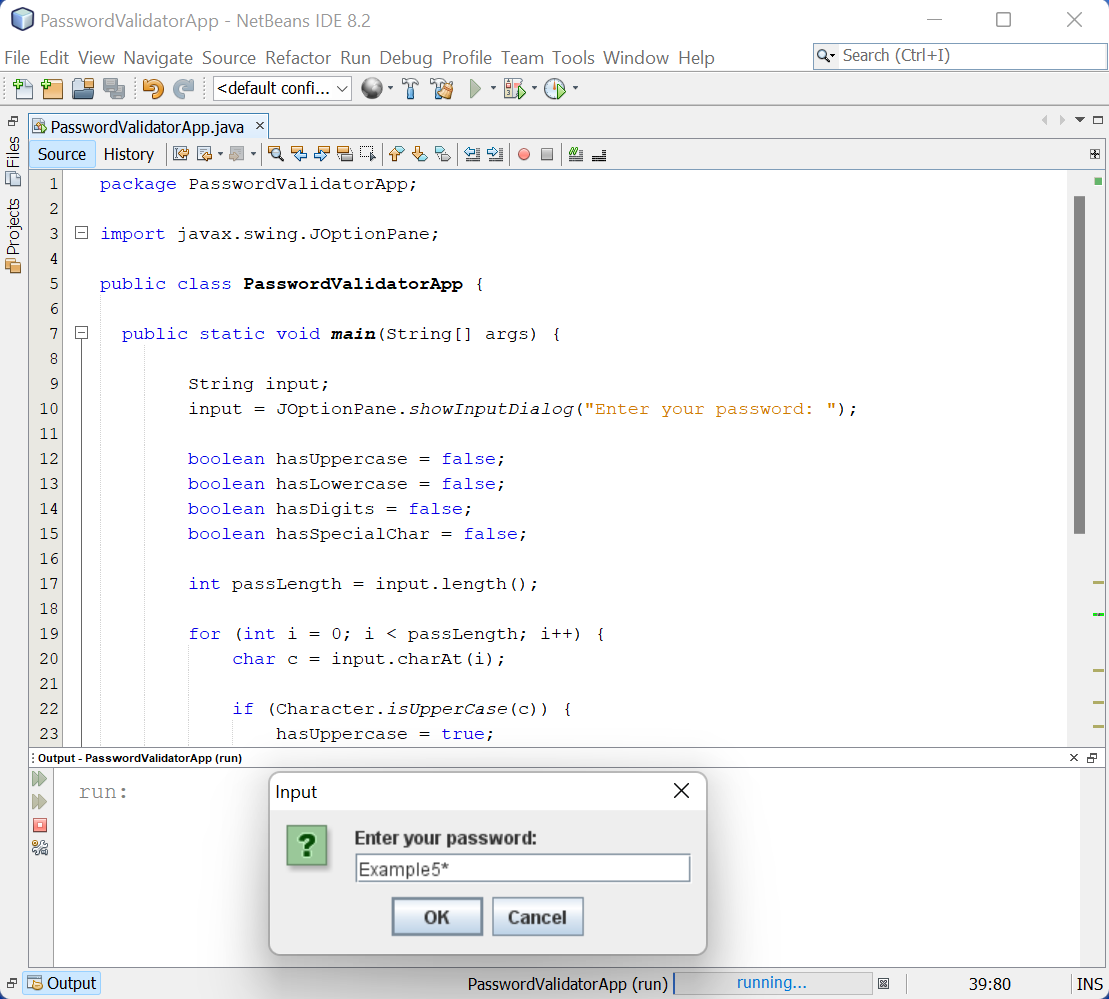 PasswordValidatorApp - NetBeans IDE 8.2
File Edit View Navigate Source Refactor Run Debug Profile Team Tools Window Help
Search (Ctrl+I)
<default confi...
Files
Projects
PasswordValidatorApp.java
Source History
1 package PasswordValidatorApp;
2
3 import javax.swing.JOptionPane;
4
5 public class PasswordValidatorApp {
6
7 public static void main(String[] args) {
8
9 String input;
10 input = JOptionPane.showInputDialog("Enter your password: ");
11
12 boolean hasUppercase = false;
13 boolean hasLowercase = false;
14 boolean hasDigits = false;
15 boolean hasSpecialChar = false;
16
17 int passLength = input.length();
18
19 for (int i = 0; i < passLength; i++) {
20 char c = input.charAt(i);
21
22 if (Character.isUpperCase(c)) {
23 hasUppercase = true;
Output - PasswordValidatorApp (run)
run:
Input
?
Enter your password:
Example5*
OK Cancel
Output
PasswordValidatorApp (run) running... 39:80 INS